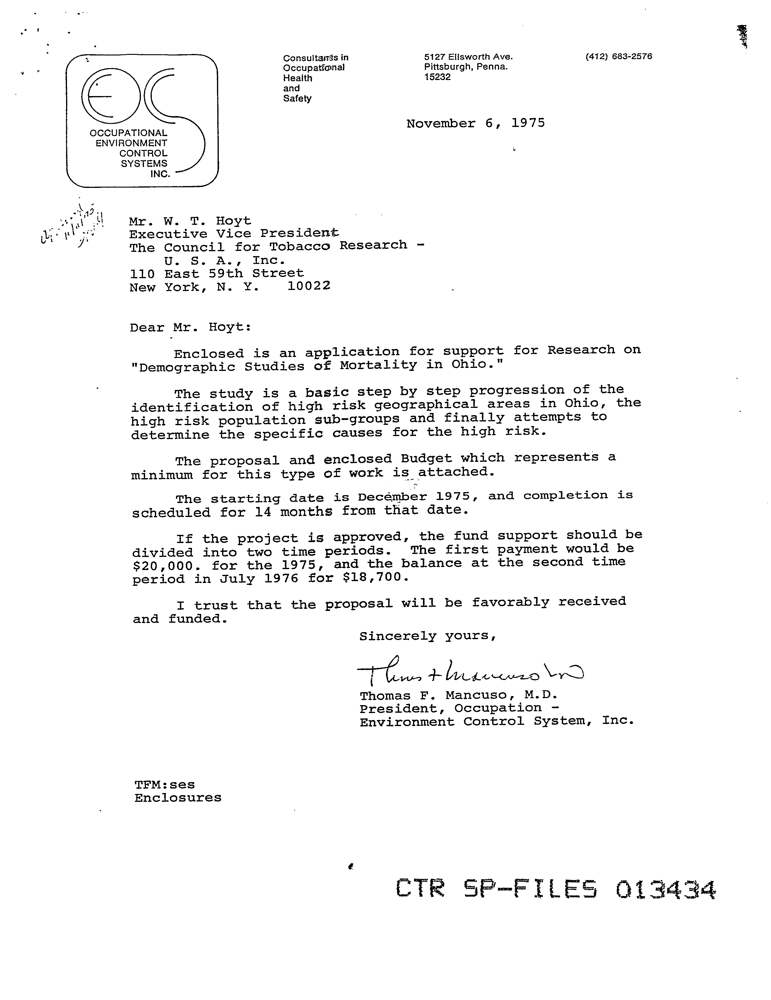 Consultants in
Occupational
Health
and
Safety
5127 Ellsworth Ave.
Pittsburgh, Penna.
15232
(412) 683-2576
OCCUPATIONAL
ENVIRONMENT
CONTROL
SYSTEMS
INC.
November 6, 1975
Mr. W. T. Hoyt
Executive Vice President
The Council for Tobacco Research -
U. S. A., Inc.
110 East 59th Street
New York, N. Y. 10022
Dear Mr. Hoyt:
Enclosed is an application for support for Research on
"Demographic Studies of Mortality in Ohio."
The study is a basic step by step progression of the
identification of high risk geographical areas in Ohio, the
high risk population sub-groups and finally attempts to
determine the specific causes for the high risk.
The proposal and enclosed Budget which represents a
minimum for this type of work is attached.
The starting date is December 1975, and completion is
scheduled for 14 months from that date.
If the project is approved, the fund support should be
divided into two time periods. The first payment would be
$20,000. for the 1975, and the balance at the second time
period in July 1976 for $18,700.
I trust that the proposal will be favorably received
and funded.
Sincerely yours,
Thomas F. Mancuso, M.D.
President, Occupation -
Environment Control System, Inc.
TFM:ses
Enclosures
CTR SP-FILES 013434